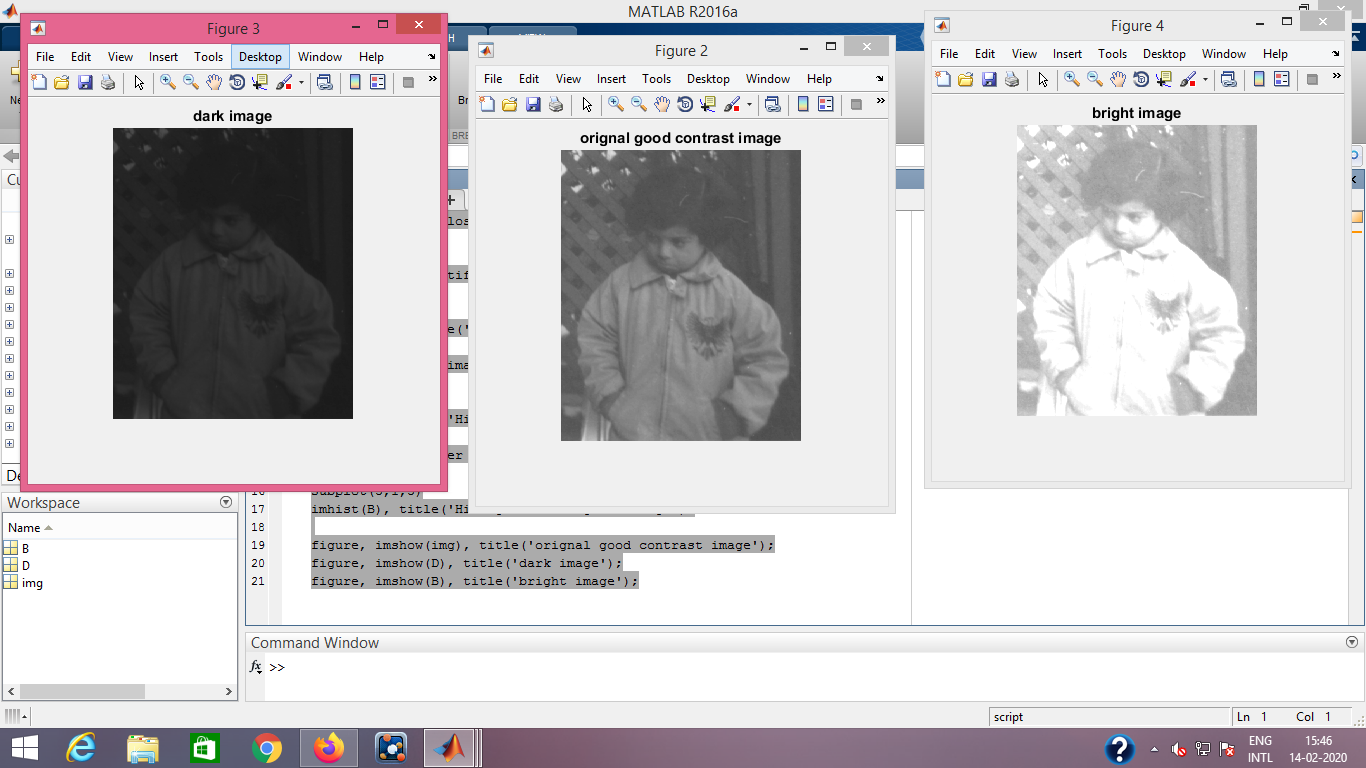 MATLAB R2016a
Figure 3
File Edit View Insert Tools Desktop Window Help
dark image
Figure 2
File Edit View Insert Tools Desktop Window Help
orignal good contrast image
Figure 4
File Edit View Insert Tools Desktop Window Help
bright image
Workspace
Name
B
D
img
17 imhist(B), title('Hi
18
19 figure, imshow(img), title('orignal good contrast image');
20 figure, imshow(D), title('dark image');
21 figure, imshow(B), title('bright image');
Command Window
fx >>
script
Ln 1 Col 1
ENG
INTL
15:46
14-02-2020